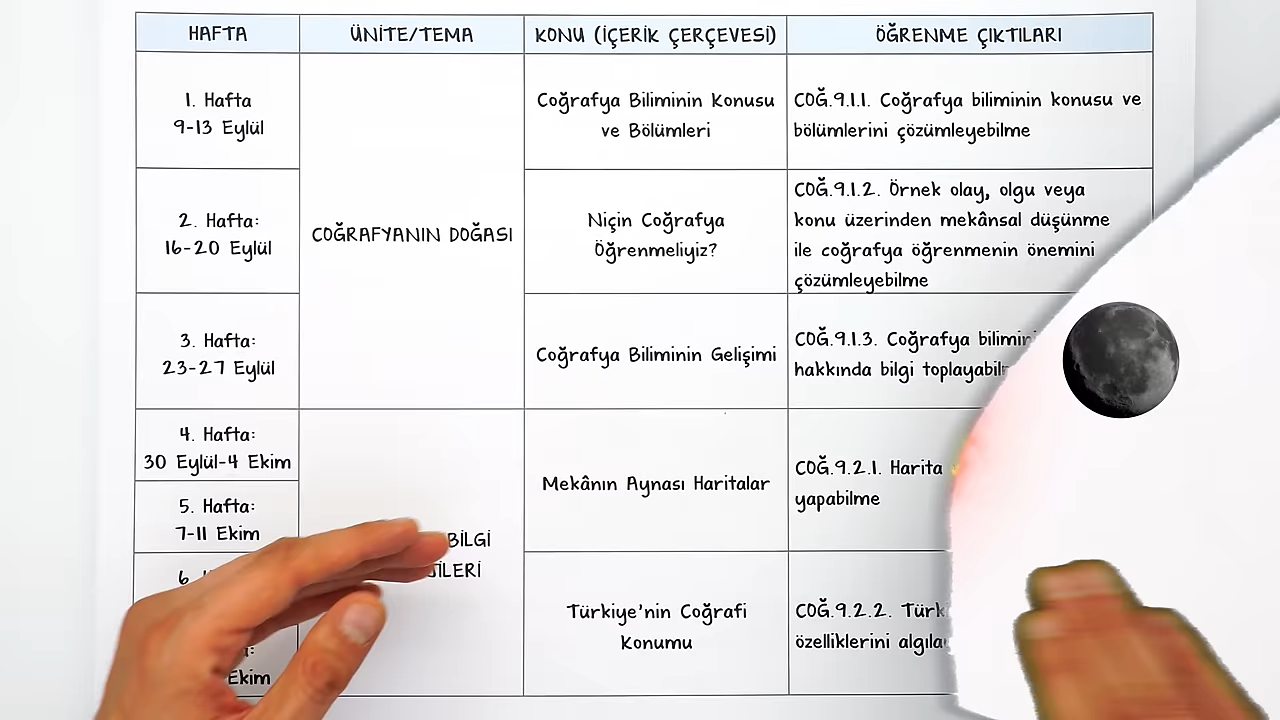 HAFTA
ÜNİTE/TEMA
KONU (İÇERİK ÇERÇEVESİ)
ÖĞRENME ÇIKTILARI
1. Hafta
9-13 Eylül
COĞRAFYANIN DOĞASI
Coğrafya Biliminin Konusu
ve Bölümleri
COĞ.9.1.1. Coğrafya biliminin konusu ve
bölümlerini çözümleyebilme
2. Hafta:
16-20 Eylül
Niçin Coğrafya
Öğrenmeliyiz?
COĞ.9.1.2. Örnek olay, olgu veya
konu üzerinden mekânsal düşünme
ile coğrafya öğrenmenin önemini
çözümleyebilme
3. Hafta:
23-27 Eylül
Coğrafya Biliminin Gelişimi
COĞ.9.1.3. Coğrafya
hakkında bilgi
4. Hafta:
30 Eylül-4 Ekim
BİLGİ
Mekânın Aynası Haritalar
COĞ.9.2.1. Harita
yapabilme
5. Hafta:
7-11 Ekim
6.
Ekim
Türkiye'nin Coğrafi
Konumu
COĞ.9.2.2.
özelliklerini